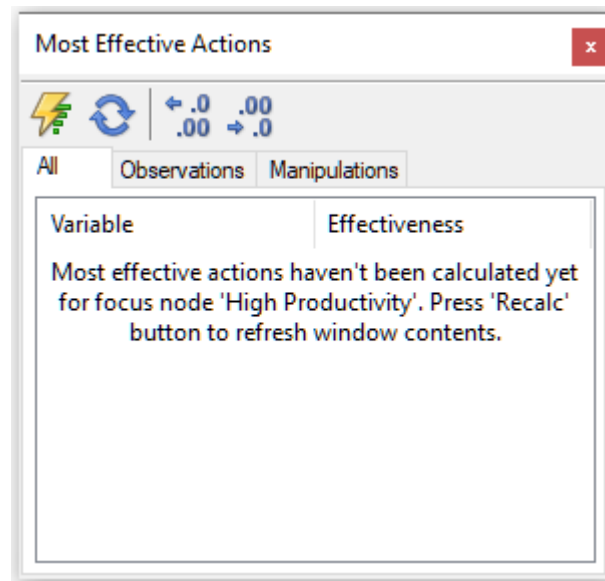 Most Effective Actions
x
.0 .00
.00 .0
All Observations Manipulations
Variable Effectiveness
Most effective actions haven't been calculated yet
for focus node 'High Productivity'. Press 'Recalc'
button to refresh window contents.